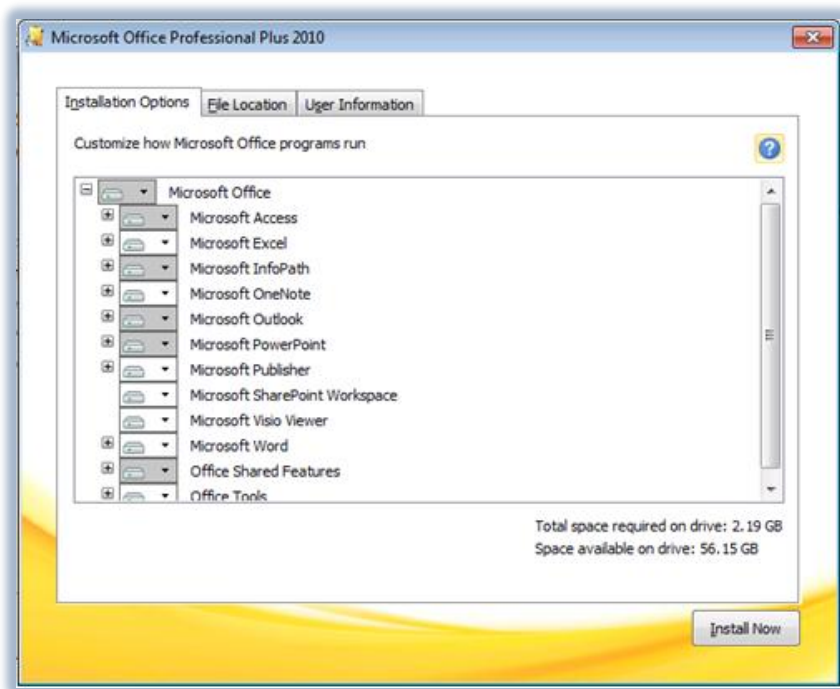 Microsoft Office Professional Plus 2010
Installation Options File Location User Information
Customize how Microsoft Office programs run
Microsoft Office
Microsoft Access
Microsoft Excel
Microsoft InfoPath
Microsoft OneNote
Microsoft Outlook
Microsoft PowerPoint
Microsoft Publisher
Microsoft SharePoint Workspace
Microsoft Visio Viewer
Microsoft Word
Office Shared Features
Office Tools
Total space required on drive: 2.19 GB
Space available on drive: 56.15 GB
Install Now